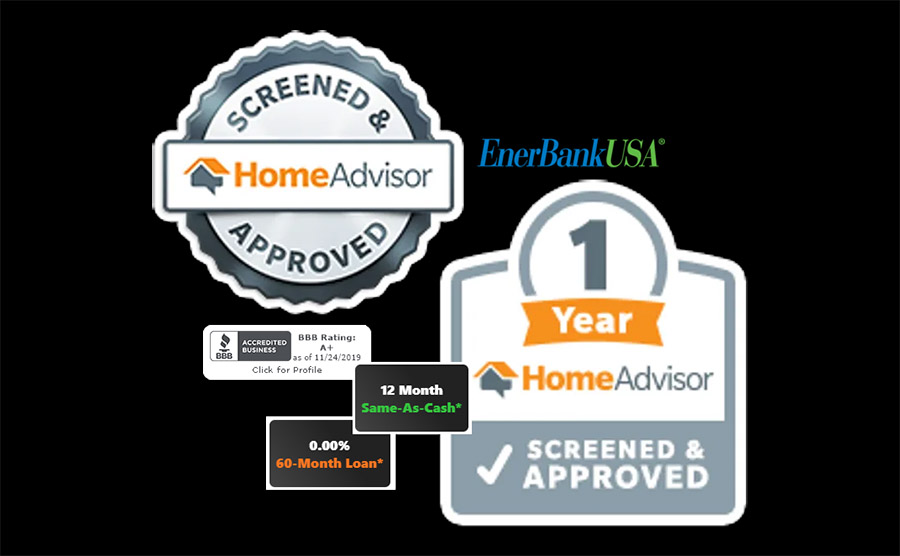 SCREENED &
HomeAdvisor
APPROVED
EnerBankUSA®
1
Year
HomeAdvisor
SCREENED &
APPROVED
BBB
ACCREDITED
BUSINESS
BBB Rating:
A+
as of 11/24/2019
Click for Profile
12 Month
Same-As-Cash*
0.00%
60-Month Loan*